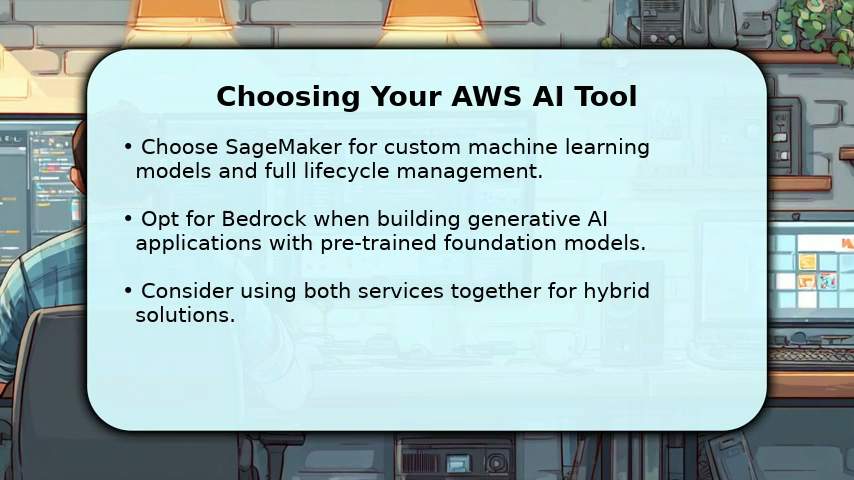 Choosing Your AWS AI Tool
• Choose SageMaker for custom machine learning
models and full lifecycle management.
• Opt for Bedrock when building generative AI
applications with pre-trained foundation models.
• Consider using both services together for hybrid
solutions.